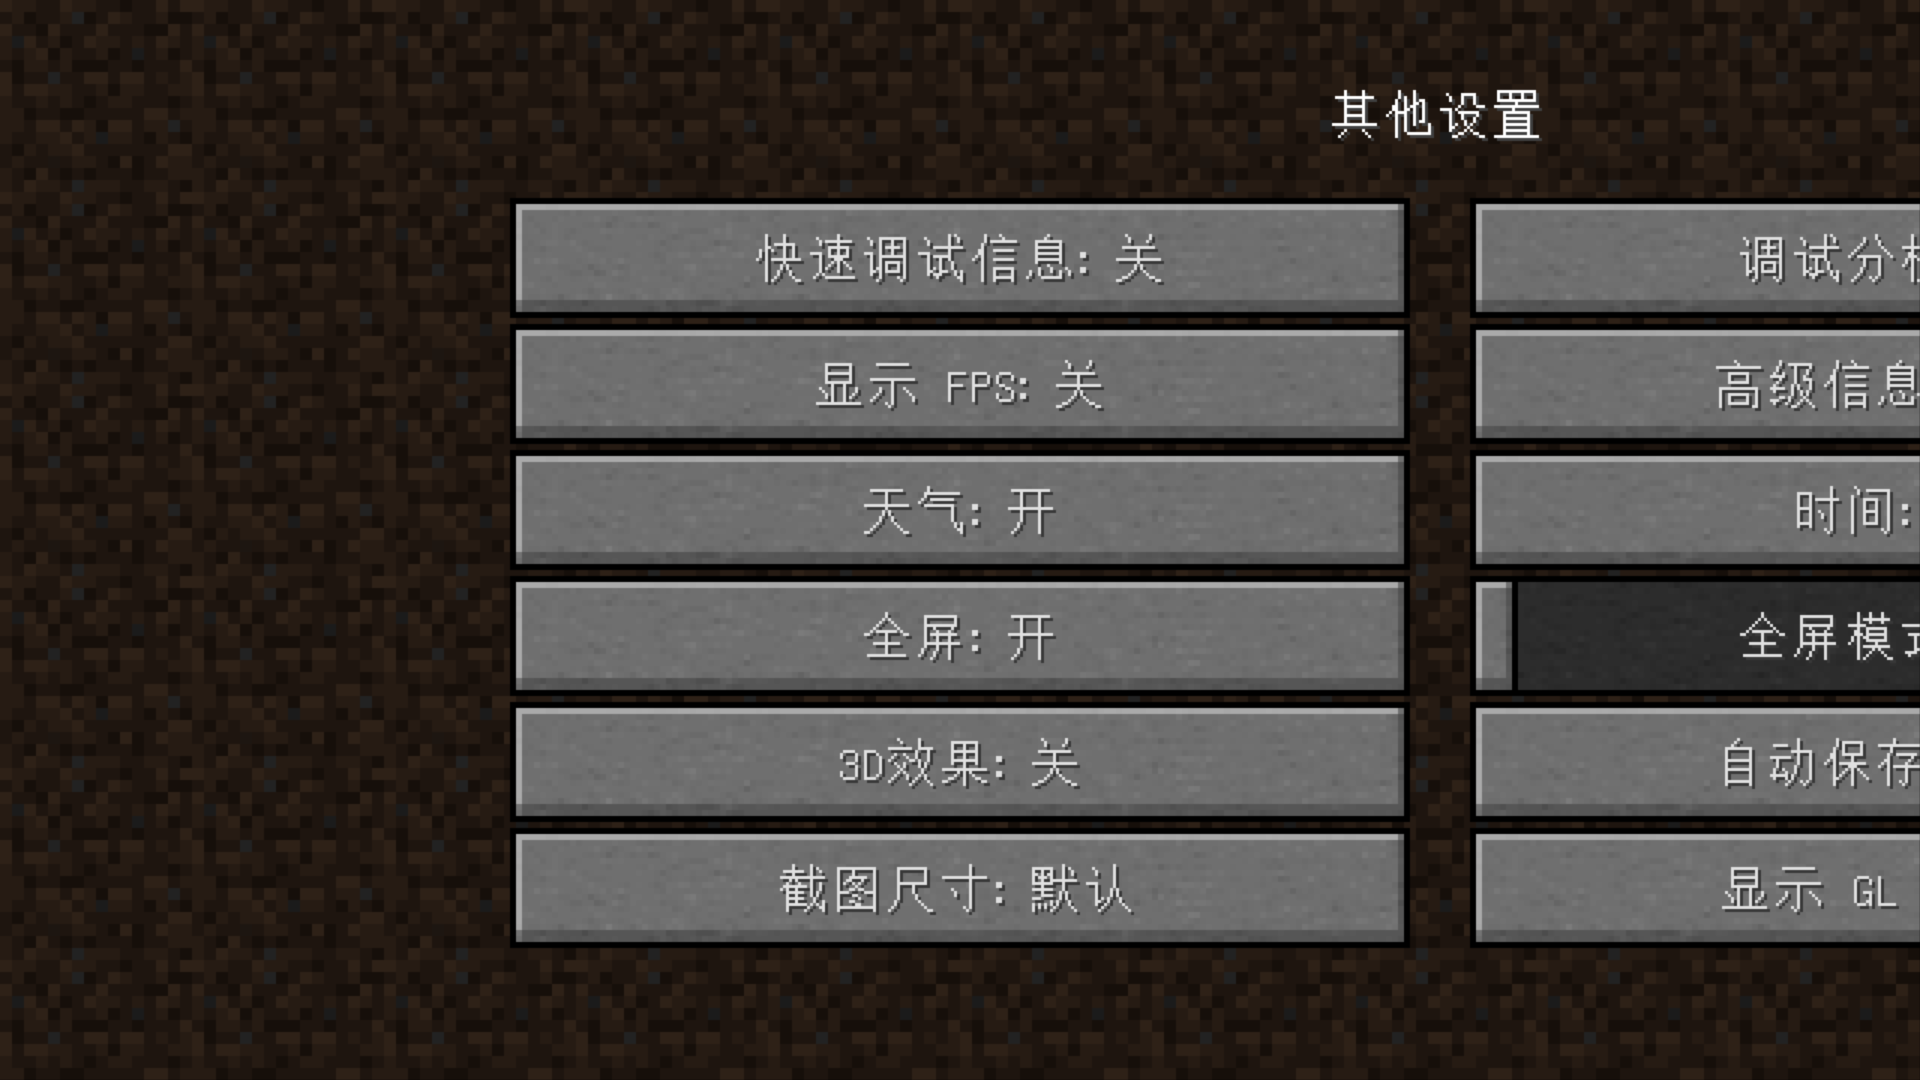 其他设置
快速调试信息: 关
调试分
显示 FPS: 关
高级信息
天气: 开
时间:
全屏: 开
全屏模
3D效果: 关
自动保存
截图尺寸: 默认
显示 GL